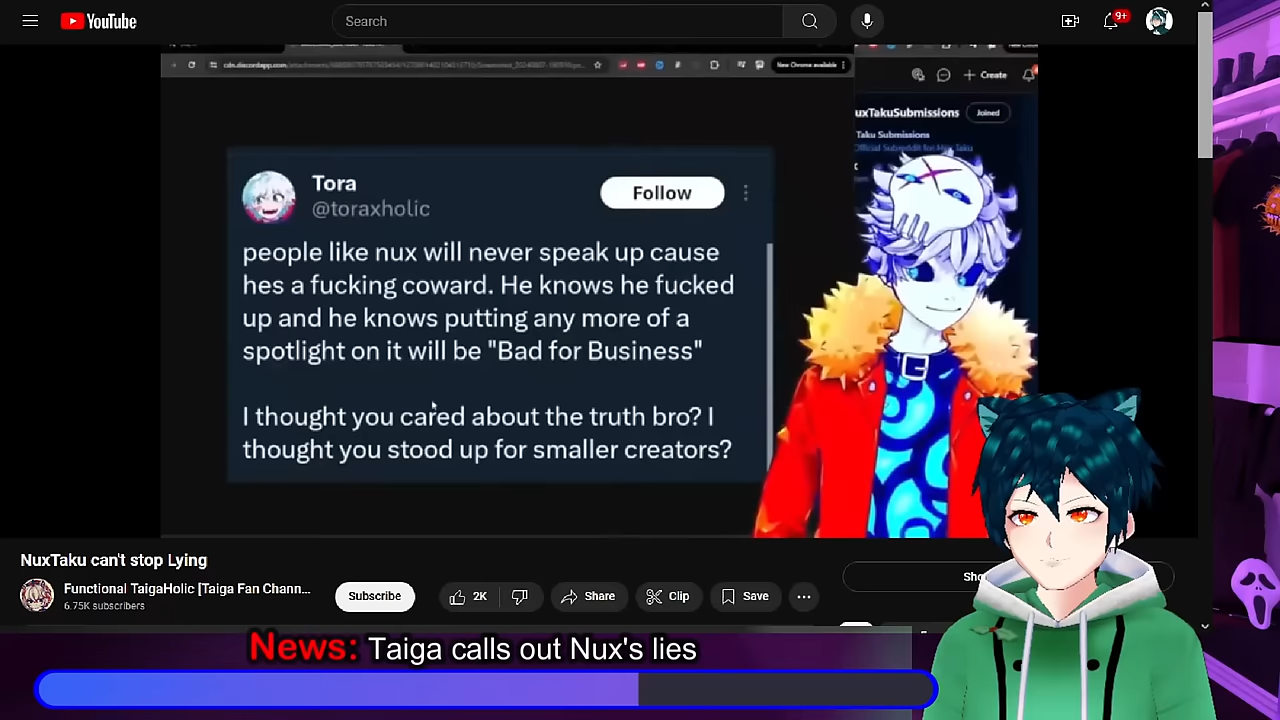 YouTube
Search
9+
New Chrome available
Create
uxTakuSubmissions
Joined
Taku Submissions
Tora
@toraxholic
Follow
people like nux will never speak up cause
hes a fucking coward. He knows he fucked
up and he knows putting any more of a
spotlight on it will be "Bad for Business"
I thought you cared about the truth bro? I
thought you stood up for smaller creators?
NuxTaku can't stop Lying
Functional TaigaHolic [Taiga Fan Chann...
6.75K subscribers
Subscribe
2K
Share
Clip
Save
Sho
News: Taiga calls out Nux's lies